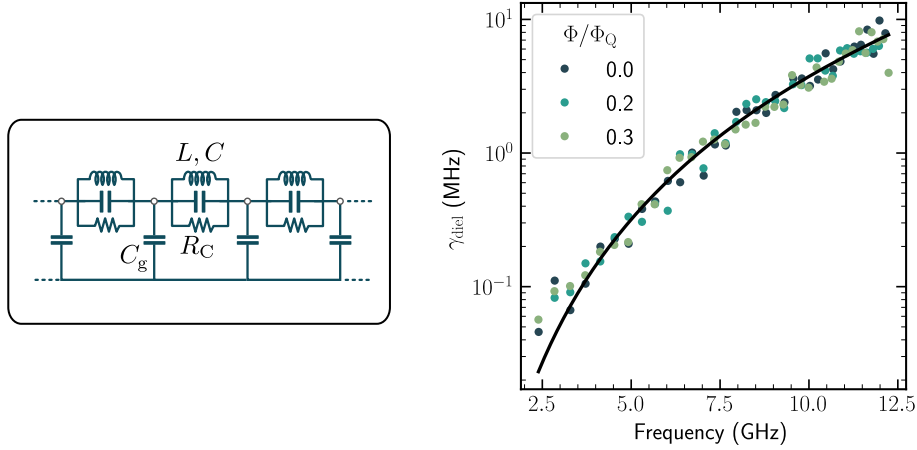 L, C
R_C
C_g
Φ/Φ_Q
0.0
0.2
0.3
10^1
10^0
10^{-1}
γ_diel (MHz)
2.5 5.0 7.5 10.0 12.5
Frequency (GHz)